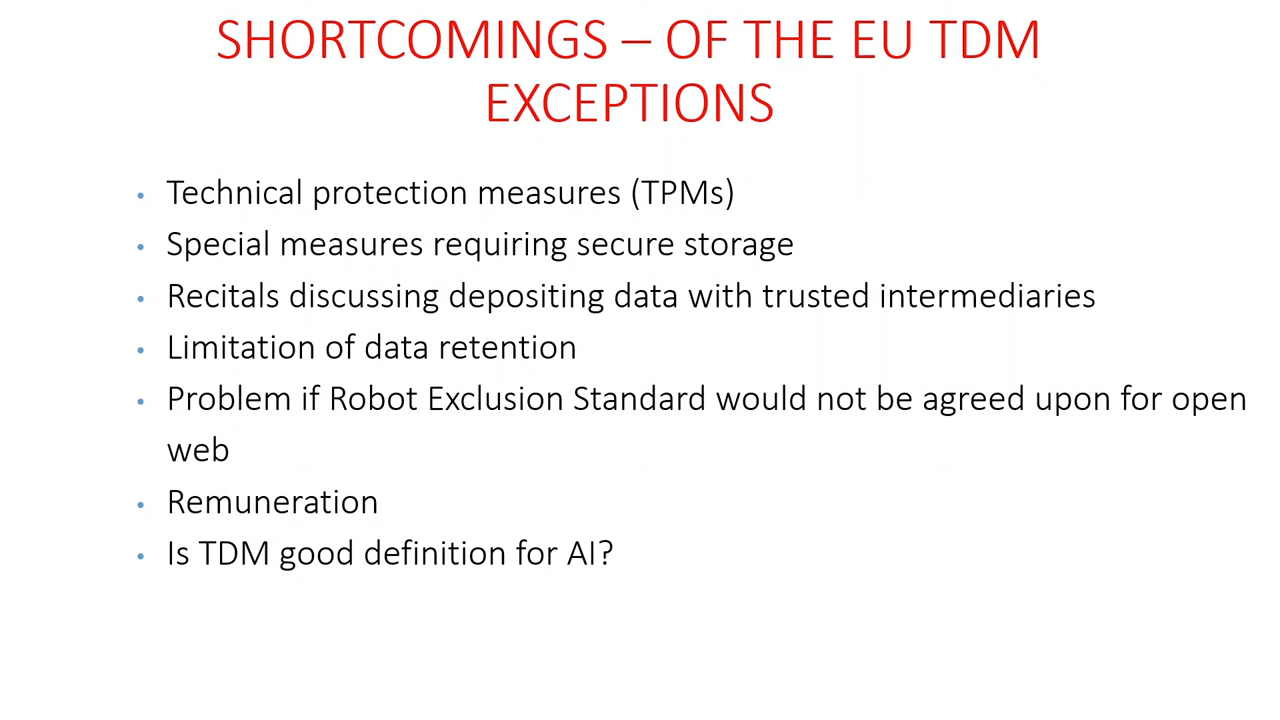 SHORTCOMINGS – OF THE EU TDM
EXCEPTIONS
• Technical protection measures (TPMs)
• Special measures requiring secure storage
• Recitals discussing depositing data with trusted intermediaries
• Limitation of data retention
• Problem if Robot Exclusion Standard would not be agreed upon for open
web
• Remuneration
• Is TDM good definition for AI?